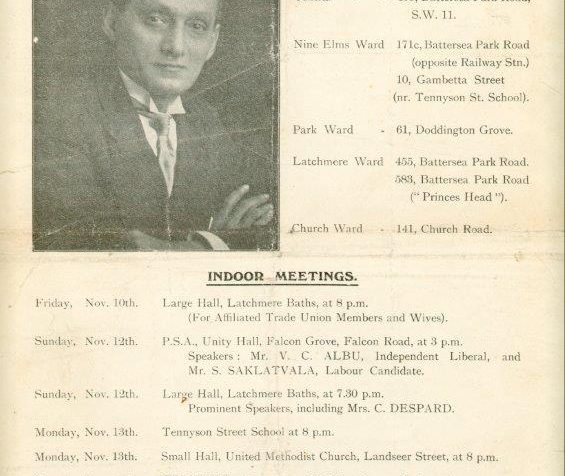 S.W. 11.
Nine Elms Ward 171c, Battersea Park Road
(opposite Railway Stn.)
10, Gambetta Street
(nr. Tennyson St. School).
Park Ward - 61, Doddington Grove.
Latchmere Ward 455, Battersea Park Road.
583, Battersea Park Road
("Princes Head").
Church Ward - 141, Church Road.
INDOOR MEETINGS.
Friday, Nov. 10th. Large Hall, Latchmere Baths, at 8 p.m.
(For Affiliated Trade Union Members and Wives).
Sunday, Nov. 12th. P.S.A., Unity Hall, Falcon Grove, Falcon Road, at 3 p.m.
Speakers : Mr. V. C. ALBU, Independent Liberal, and
Mr. S. SAKLATVALA, Labour Candidate.
Sunday, Nov. 12th. Large Hall, Latchmere Baths, at 7.30 p.m.
Prominent Speakers, including Mrs. C. DESPARD.
Monday, Nov. 13th. Tennyson Street School at 8 p.m.
Monday, Nov. 13th. Small Hall, United Methodist Church, Landseer Street, at 8 p.m.